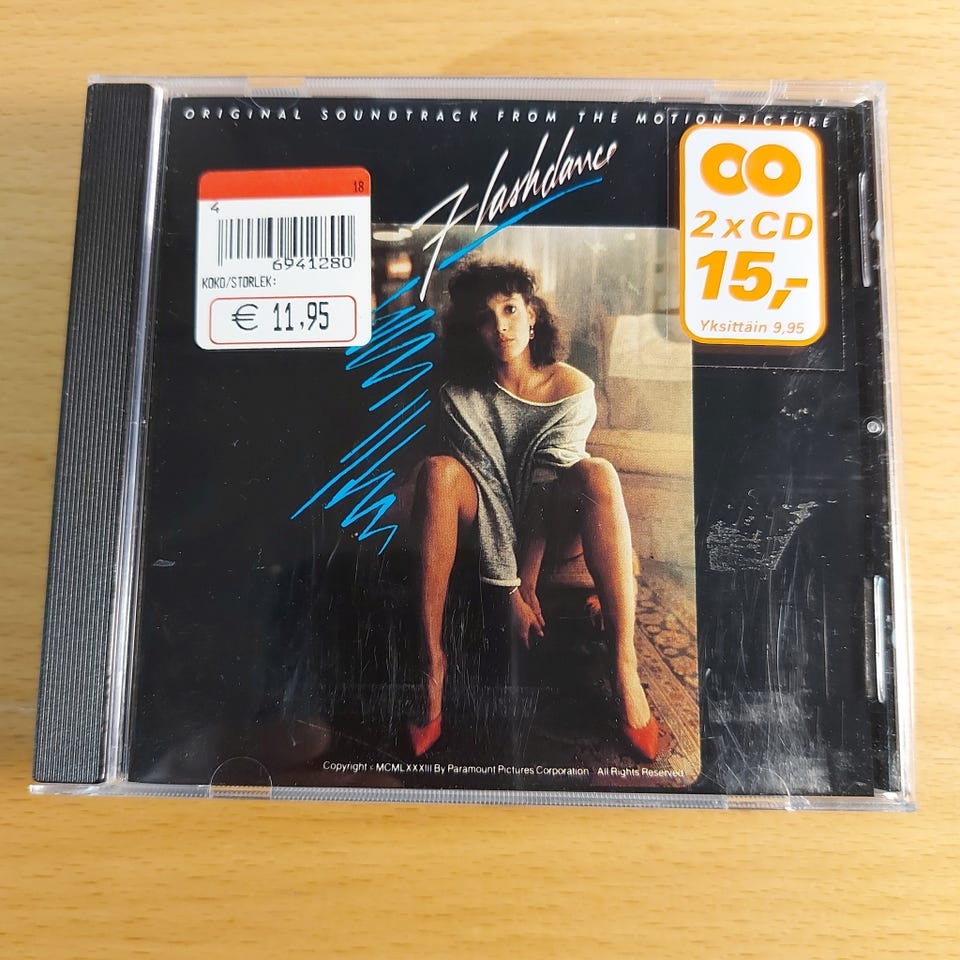 ORIGINAL SOUNDTRACK FROM THE MOTION PICTURE
Flashdance
18
4
6941280
KOKO/STORLEK:
€ 11,95
2 x CD
15,-
Yksittäin 9,95
Copyright © MCMLXXXIII By Paramount Pictures Corporation All Rights Reserved